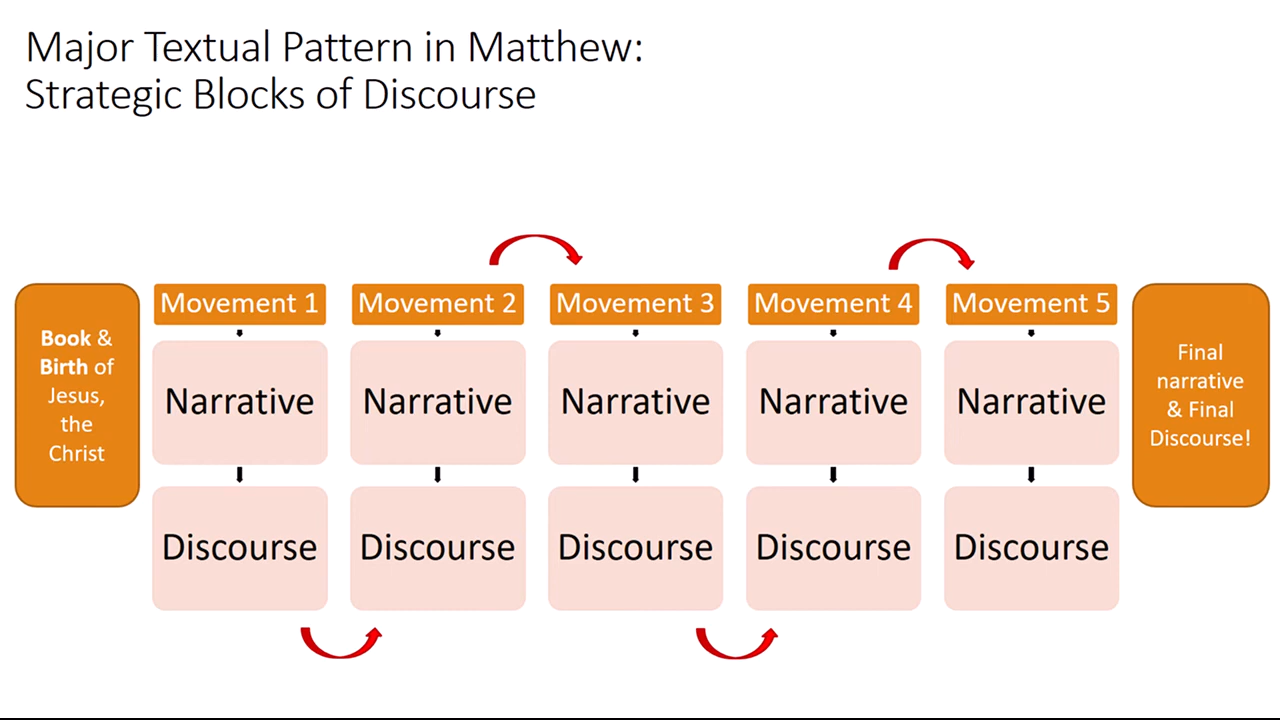 Major Textual Pattern in Matthew:
Strategic Blocks of Discourse
Book &
Birth of
Jesus,
the
Christ
Movement 1
Narrative
Discourse
Movement 2
Narrative
Discourse
Movement 3
Narrative
Discourse
Movement 4
Narrative
Discourse
Movement 5
Narrative
Discourse
Final
narrative
& Final
Discourse!